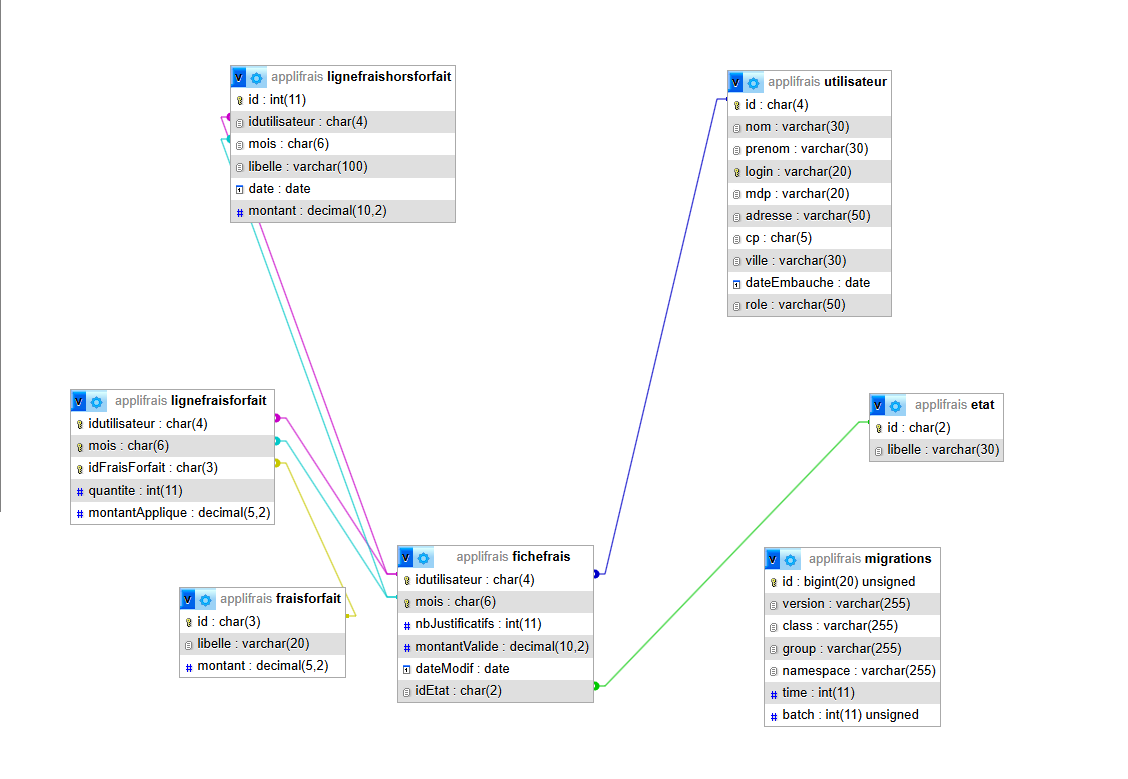 applifrais lignefraishorsforfait
id : int(11)
idutilisateur : char(4)
mois : char(6)
libelle : varchar(100)
date : date
montant : decimal(10,2)
applifrais utilisateur
id : char(4)
nom : varchar(30)
prenom : varchar(30)
login : varchar(20)
mdp : varchar(20)
adresse : varchar(50)
cp : char(5)
ville : varchar(30)
dateEmbauche : date
role : varchar(50)
applifrais lignefraisforfait
idutilisateur : char(4)
mois : char(6)
idFraisForfait : char(3)
quantite : int(11)
montantApplique : decimal(5,2)
applifrais etat
id : char(2)
libelle : varchar(30)
applifrais fichefrais
idutilisateur : char(4)
mois : char(6)
nbJustificatifs : int(11)
montantValide : decimal(10,2)
dateModif : date
idEtat : char(2)
applifrais migrations
id : bigint(20) unsigned
version : varchar(255)
class : varchar(255)
group : varchar(255)
namespace : varchar(255)
time : int(11)
batch : int(11) unsigned
applifrais fraisforfait
id : char(3)
libelle : varchar(20)
montant : decimal(5,2)